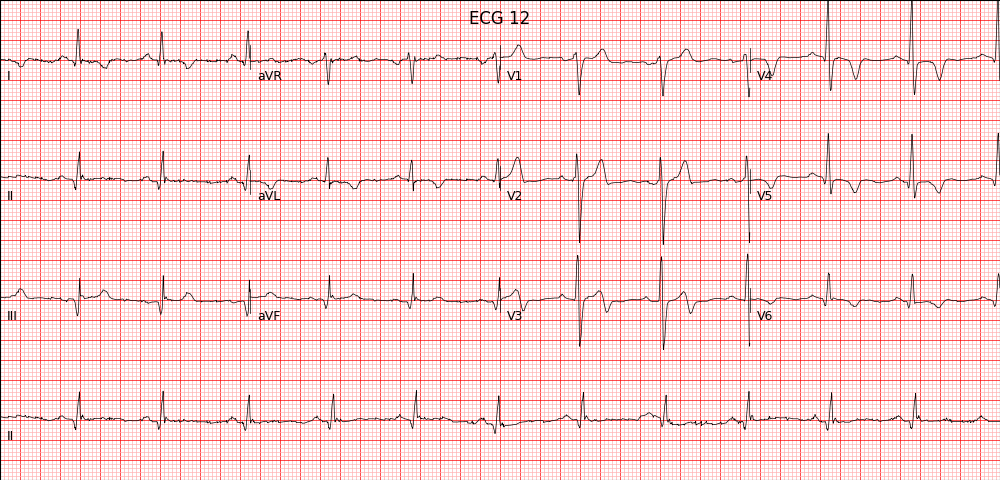 ECG 12
I aVR V1 V4
II aVL V2 V5
III aVF V3 V6
II